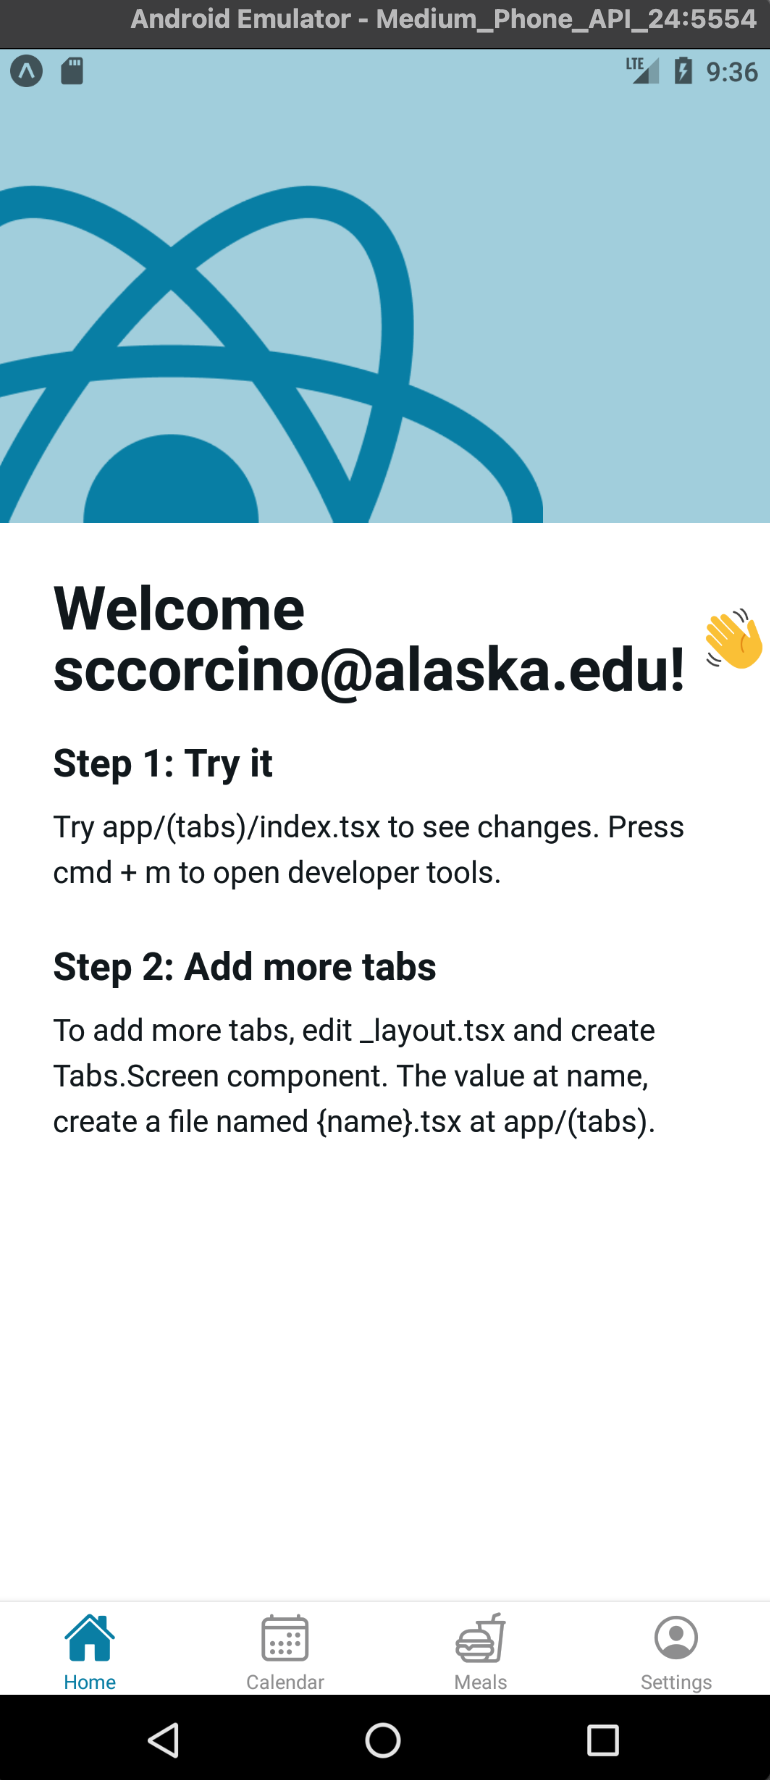 Android Emulator - Medium_Phone_API_24:5554
LTE 9:36
Welcome
sccorcino@alaska.edu!
Step 1: Try it
Try app/(tabs)/index.tsx to see changes. Press
cmd + m to open developer tools.
Step 2: Add more tabs
To add more tabs, edit _layout.tsx and create
Tabs.Screen component. The value at name,
create a file named {name}.tsx at app/(tabs).
Home Calendar Meals Settings